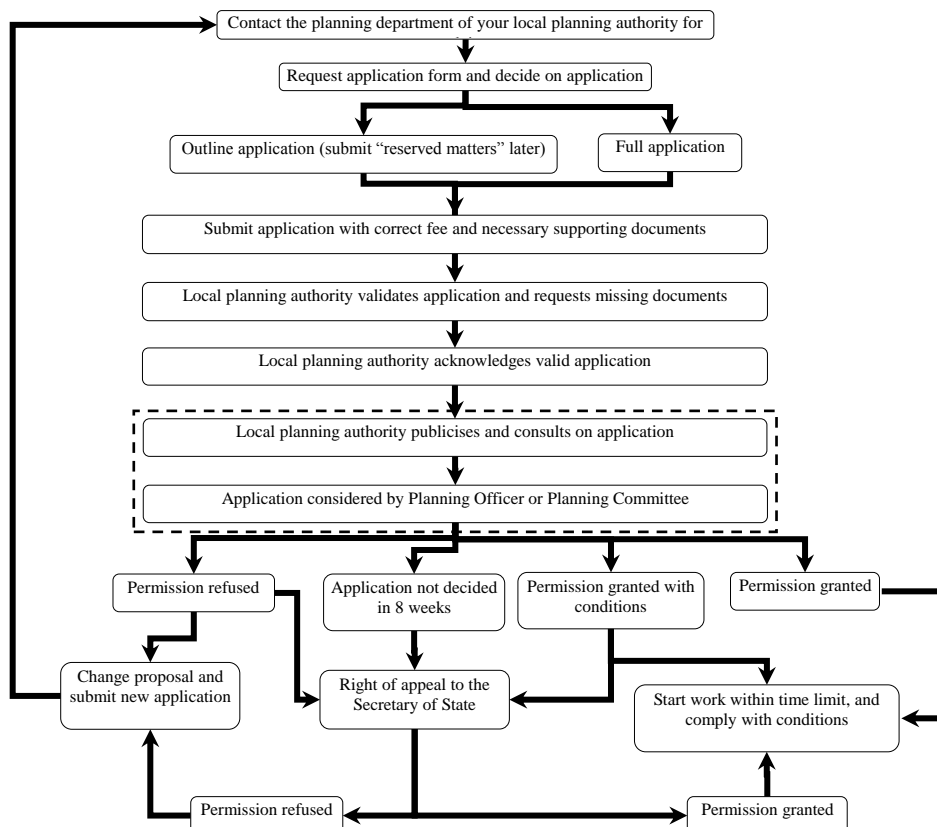 Contact the planning department of your local planning authority for
Request application form and decide on application
Outline application (submit “reserved matters” later)
Full application
Submit application with correct fee and necessary supporting documents
Local planning authority validates application and requests missing documents
Local planning authority acknowledges valid application
Local planning authority publicises and consults on application
Application considered by Planning Officer or Planning Committee
Permission refused
Application not decided
in 8 weeks
Permission granted with
conditions
Permission granted
Change proposal and
submit new application
Right of appeal to the
Secretary of State
Start work within time limit, and
comply with conditions
Permission refused
Permission granted